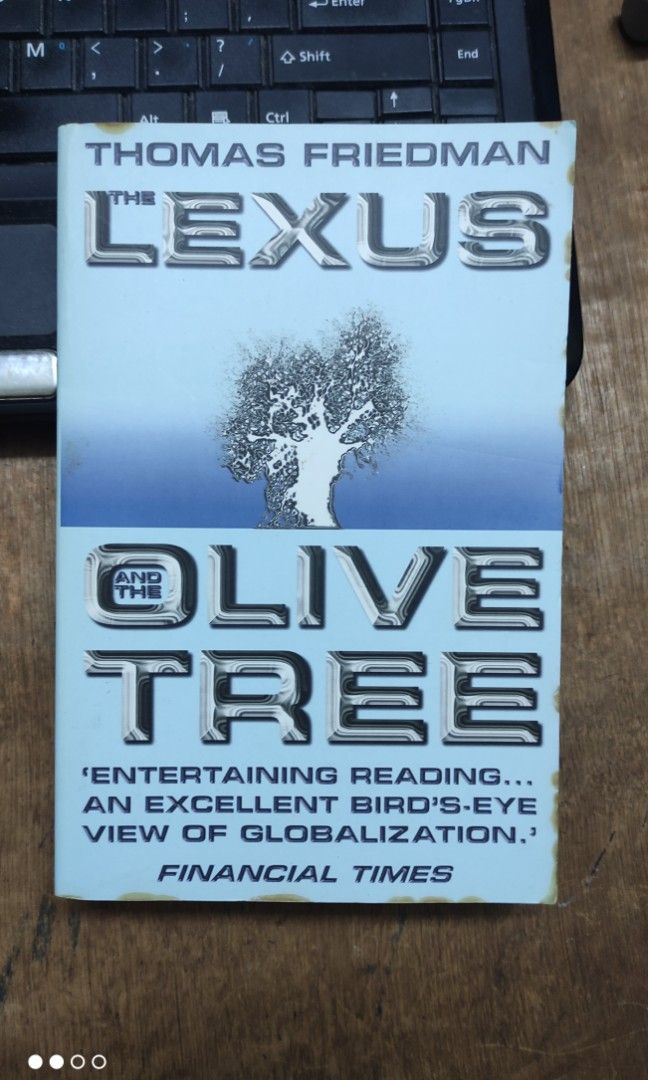 Enter
PgDn
M
<
,
>
.
?
/
Shift
End
Alt
Ctrl
THOMAS FRIEDMAN
THE
LEXUS
AND
THE
OLIVE
TREE
‘ENTERTAINING READING...
AN EXCELLENT BIRD’S-EYE
VIEW OF GLOBALIZATION.’
FINANCIAL TIMES